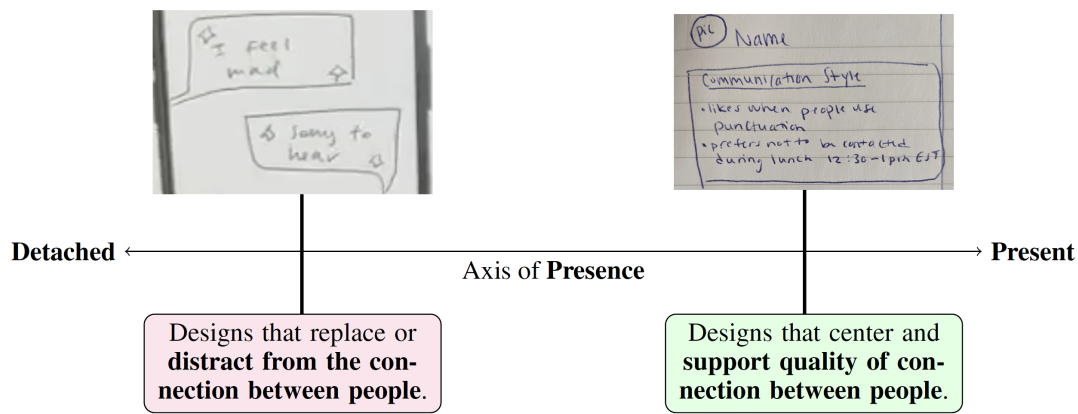 I feel
mad
Sorry to
hear
pic Name
Communication Style
• likes when people use
punctuation
• prefers not to be contacted
during lunch 12:30-1pm EST
Detached
Present
Axis of Presence
Designs that replace or
distract from the con-
nection between people.
Designs that center and
support quality of con-
nection between people.